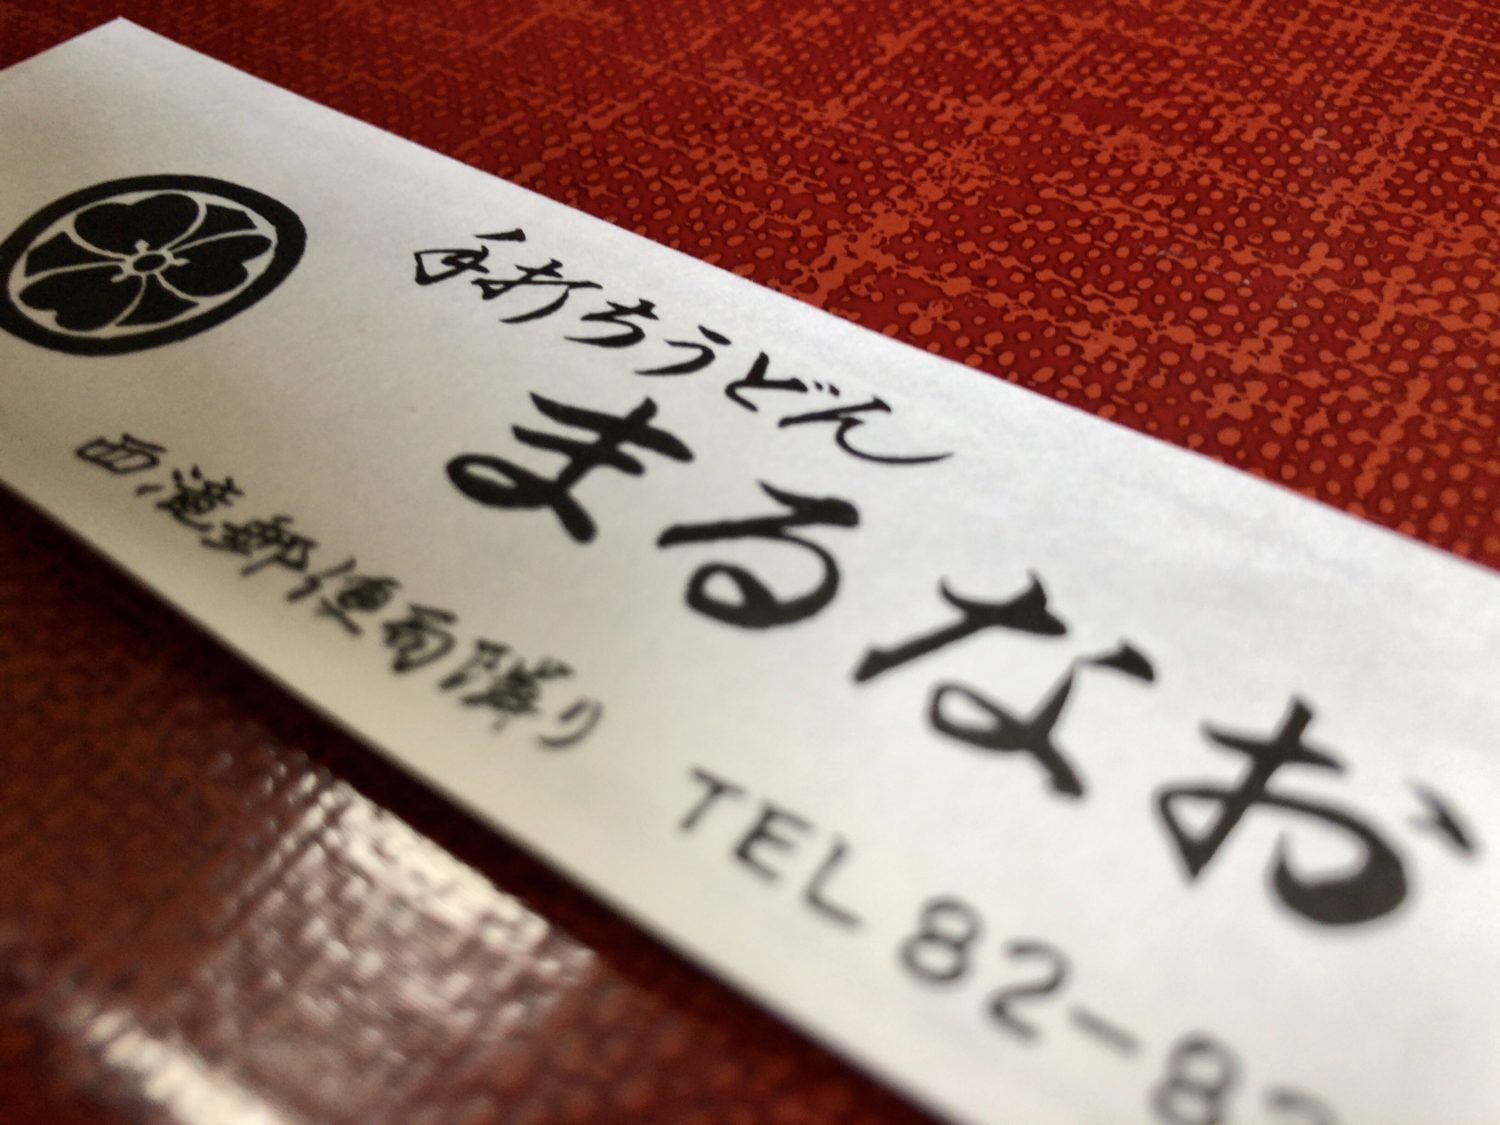 手打ちうどん
まるなお
西滝郵便局隣り
TEL 82-82